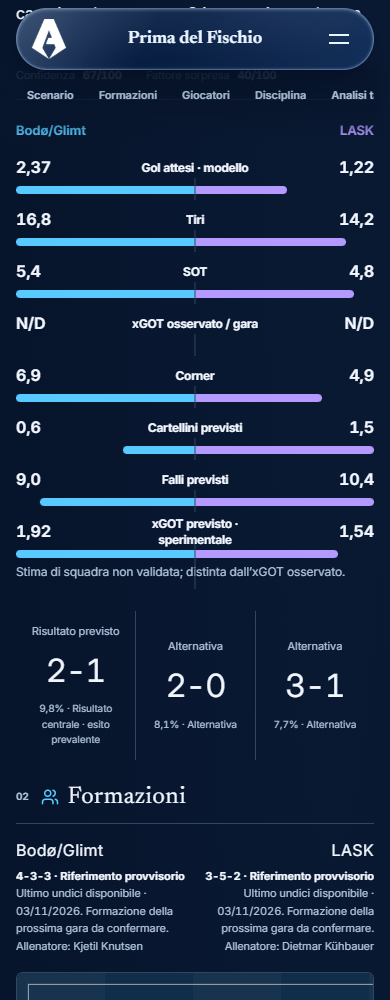 Prima del Fischio
Confidenza 67/100 Fattore sorpresa 40/100
Scenario Formazioni Giocatori Disciplina Analisi t
Bodø/Glimt LASK
2,37 Gol attesi · modello 1,22
16,8 Tiri 14,2
5,4 SOT 4,8
N/D xGOT osservato / gara N/D
6,9 Corner 4,9
0,6 Cartellini previsti 1,5
9,0 Falli previsti 10,4
1,92 xGOT previsto · 1,54
sperimentale
Stima di squadra non validata; distinta dall'xGOT osservato.
Risultato previsto
2-1
9,8% · Risultato
centrale · esito
prevalente
Alternativa
2-0
8,1% · Alternativa
Alternativa
3-1
7,7% · Alternativa
02 Formazioni
Bodø/Glimt
4-3-3 · Riferimento provvisorio
Ultimo undici disponibile ·
03/11/2026. Formazione della
prossima gara da confermare.
Allenatore: Kjetil Knutsen
LASK
3-5-2 · Riferimento provvisorio
Ultimo undici disponibile ·
03/11/2026. Formazione della
prossima gara da confermare.
Allenatore: Dietmar Kühbauer